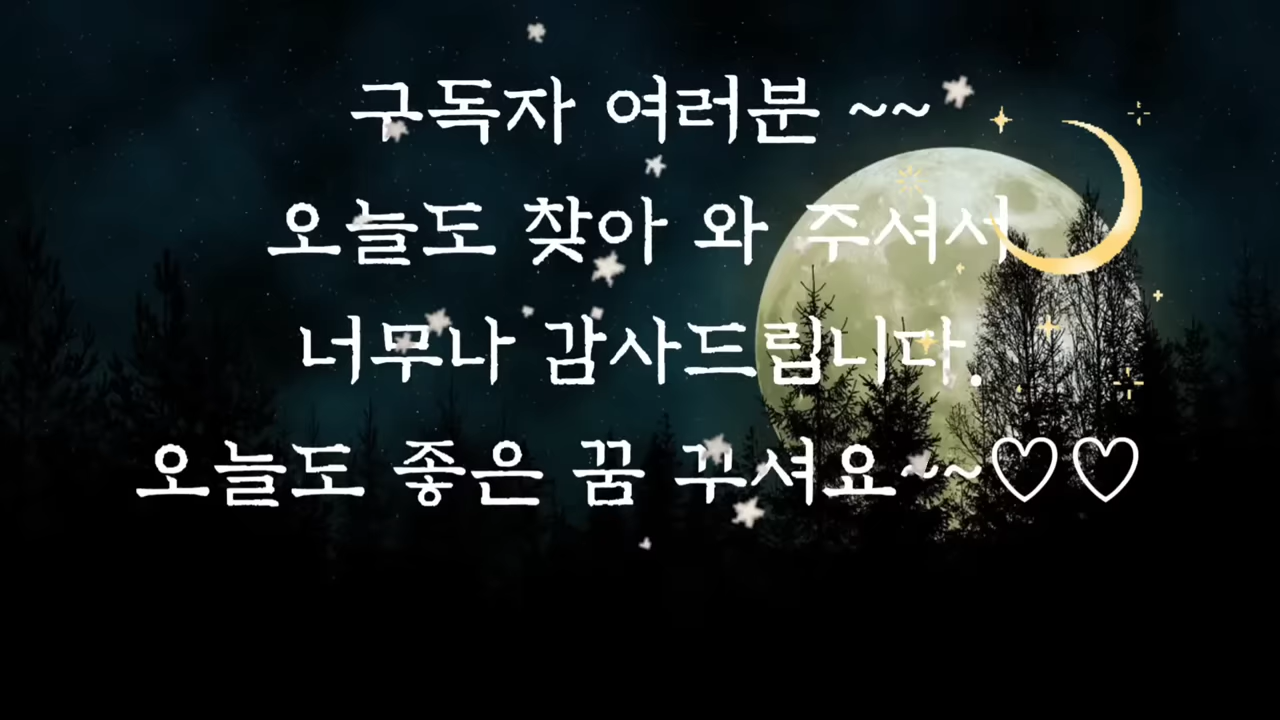 구독자 여러분 ~~
오늘도 찾아 와 주셔서
너무나 감사드립니다.
오늘도 좋은 꿈 꾸셔요~~♡♡